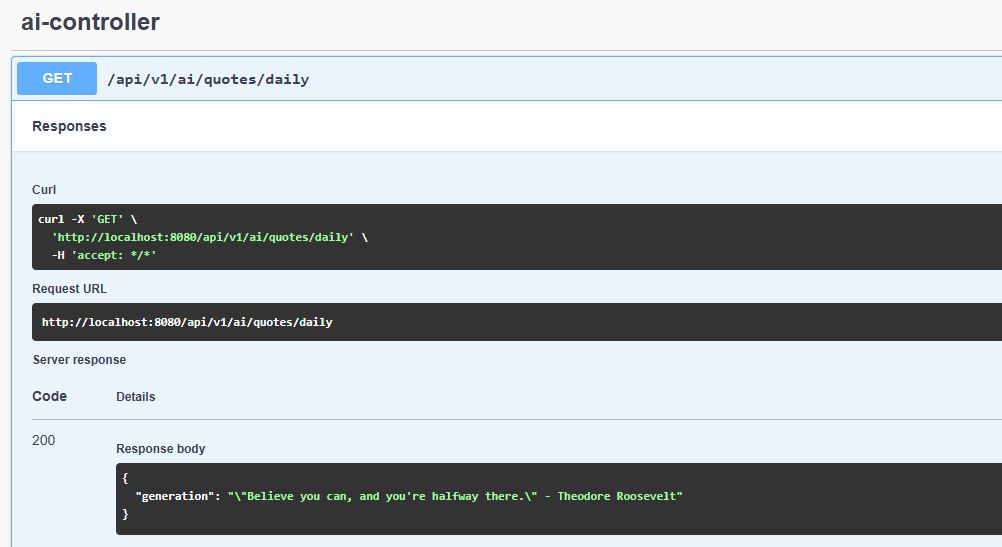 ai-controller
GET /api/v1/ai/quotes/daily
Responses
Curl
curl -X 'GET' \
'http://localhost:8080/api/v1/ai/quotes/daily' \
-H 'accept: */*'
Request URL
http://localhost:8080/api/v1/ai/quotes/daily
Server response
Code Details
200
Response body
{
"generation": "\"Believe you can, and you're halfway there.\" - Theodore Roosevelt"
}